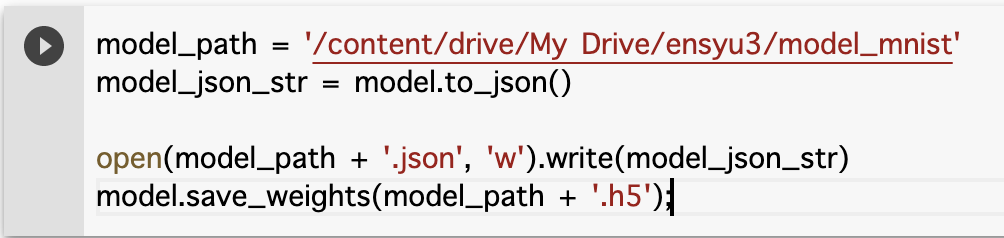 model_path = '/content/drive/My Drive/ensyu3/model_mnist'
model_json_str = model.to_json()
open(model_path + '.json', 'w').write(model_json_str)
model.save_weights(model_path + '.h5');